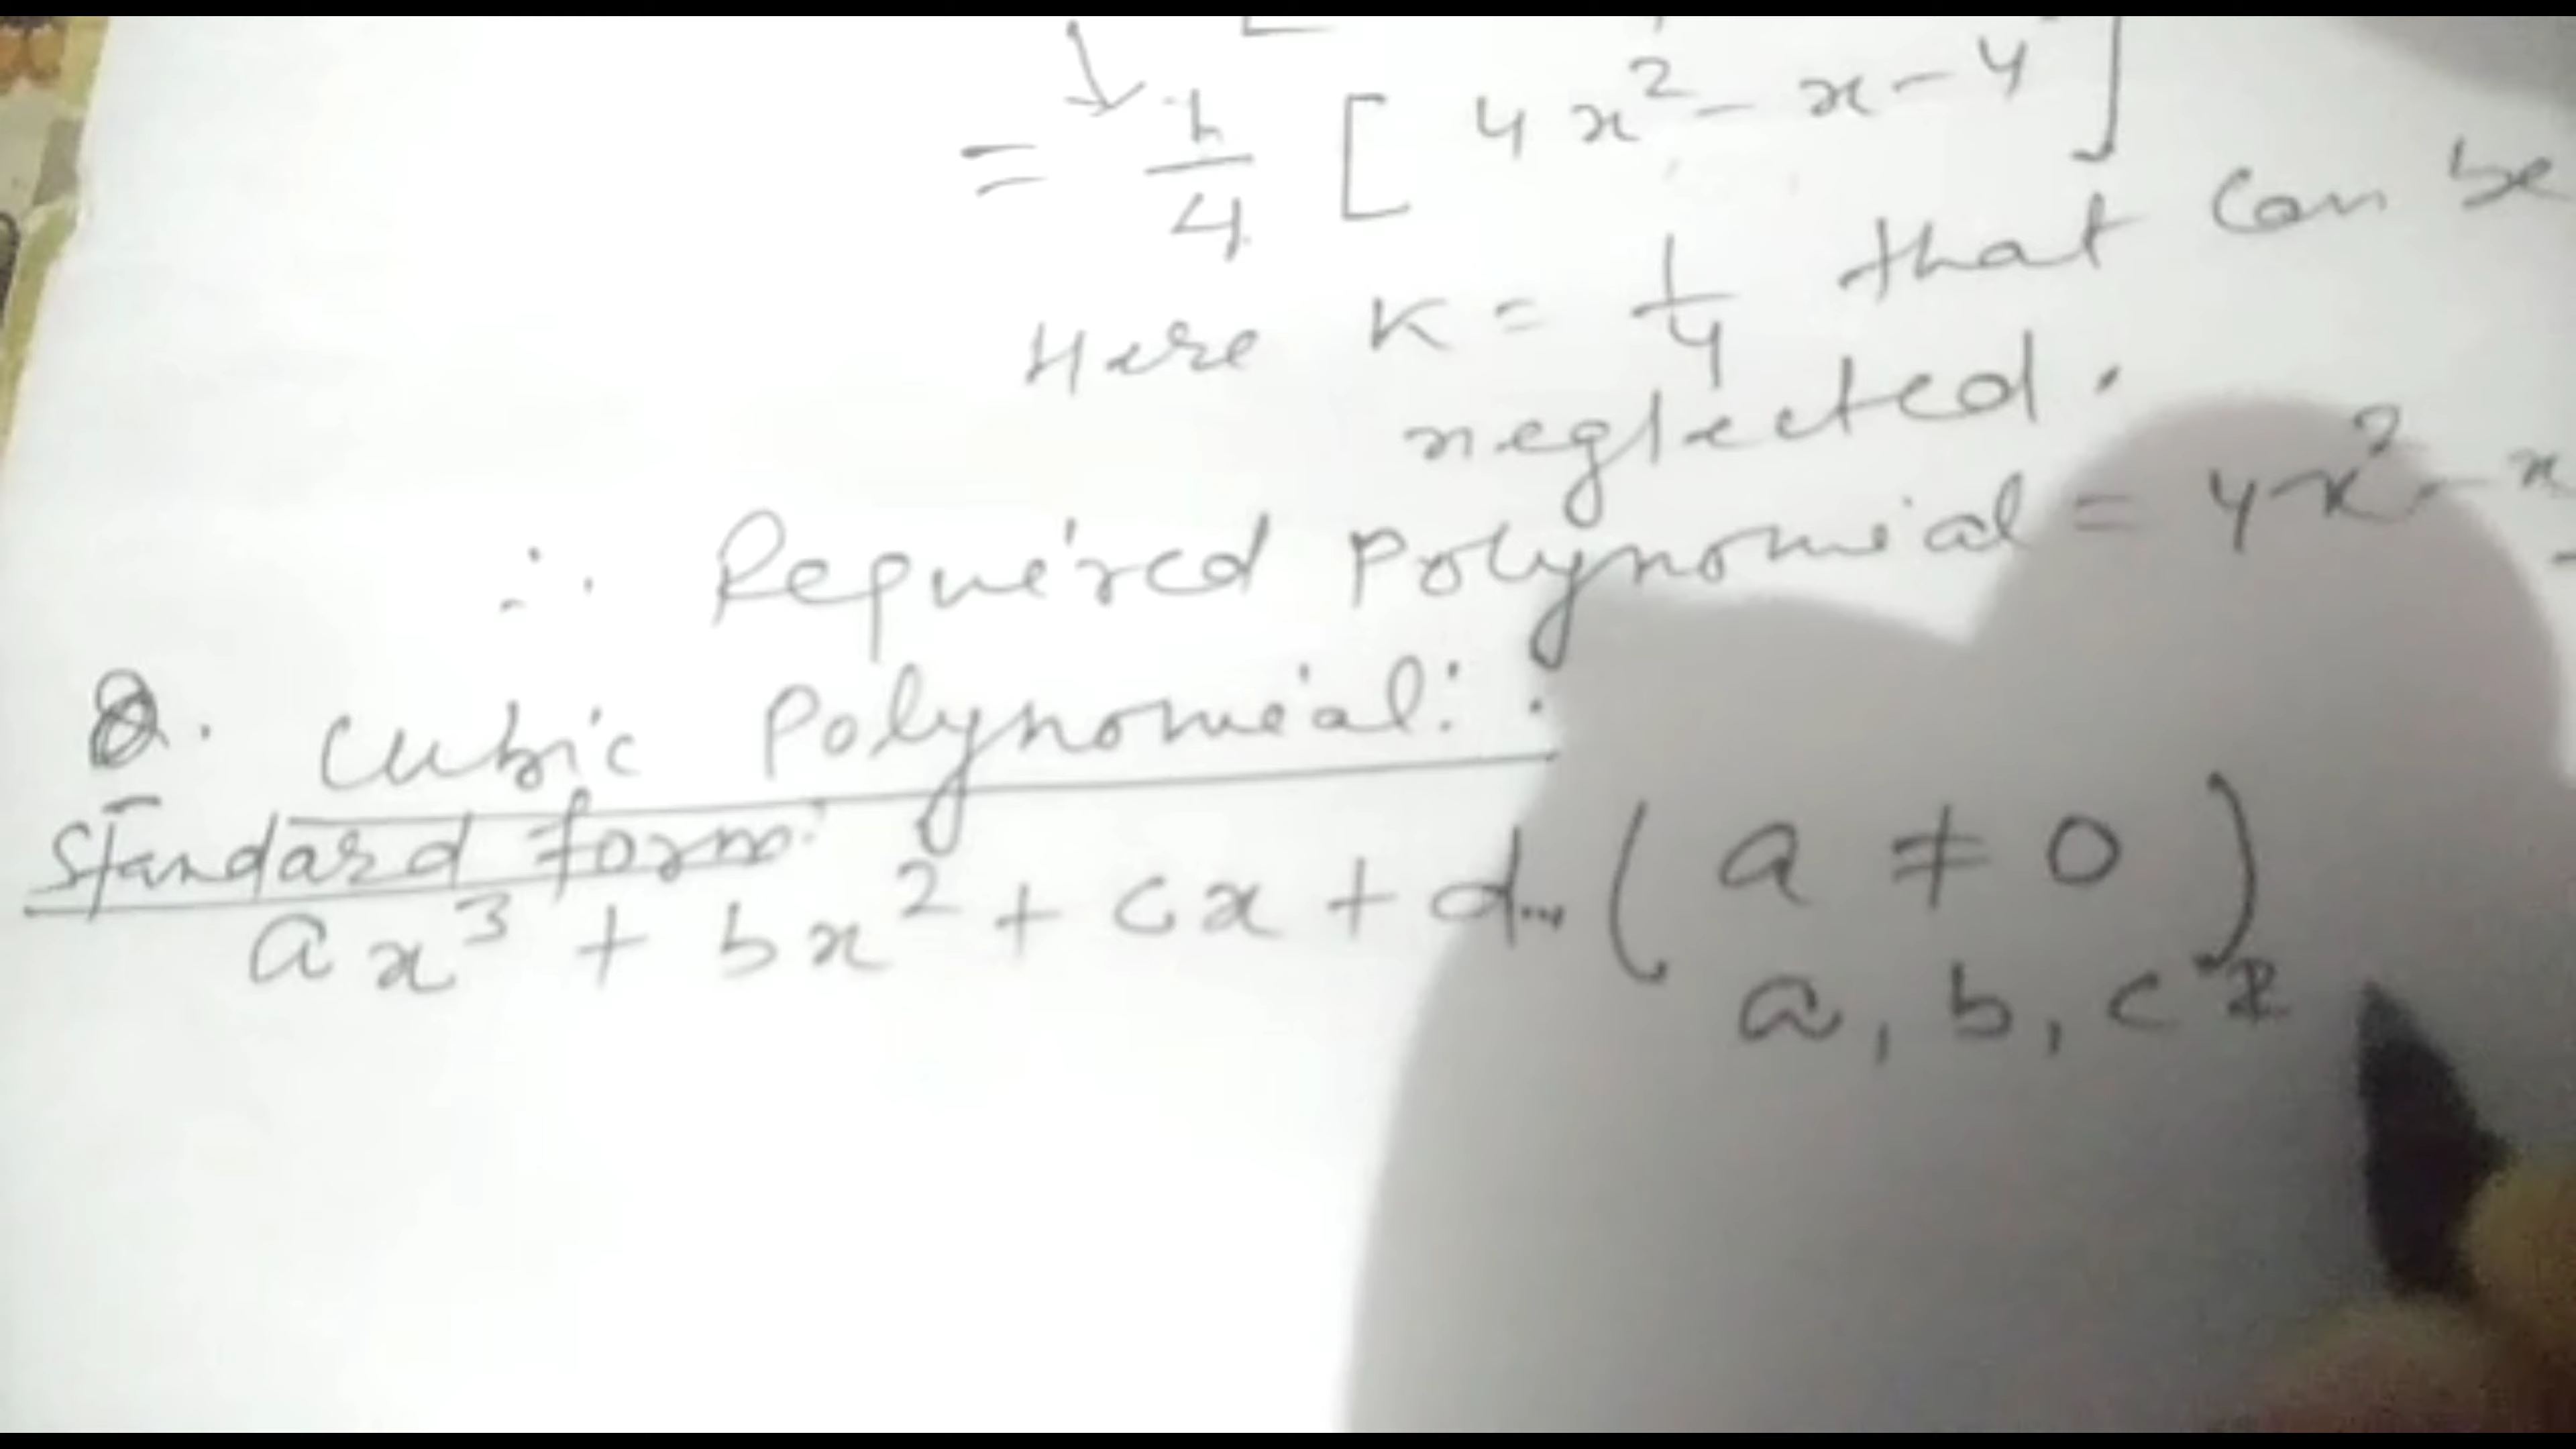 = 1/4 [ 4x² - x - 4 ]
Here K = 1/4 that can be
neglected.
∴ Required Polynomial = 4x² - x
Q. Cubic Polynomial :
Standard form:
ax³ + bx² + cx + d... ( a ≠ 0 )
a, b, c